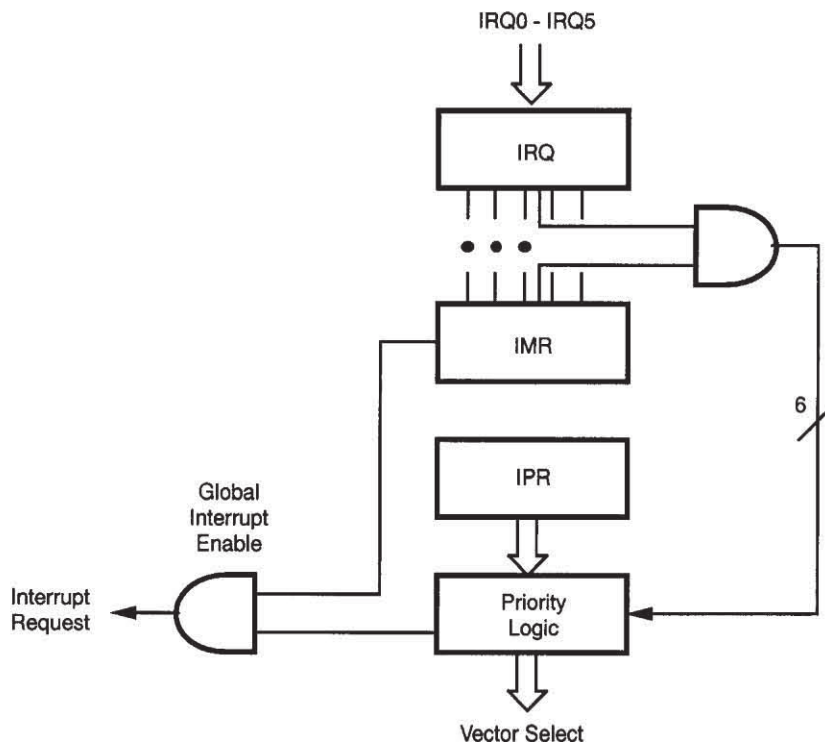 IRQ0 - IRQ5
IRQ
IMR
6
IPR
Global
Interrupt
Enable
Interrupt
Request
Priority
Logic
Vector Select